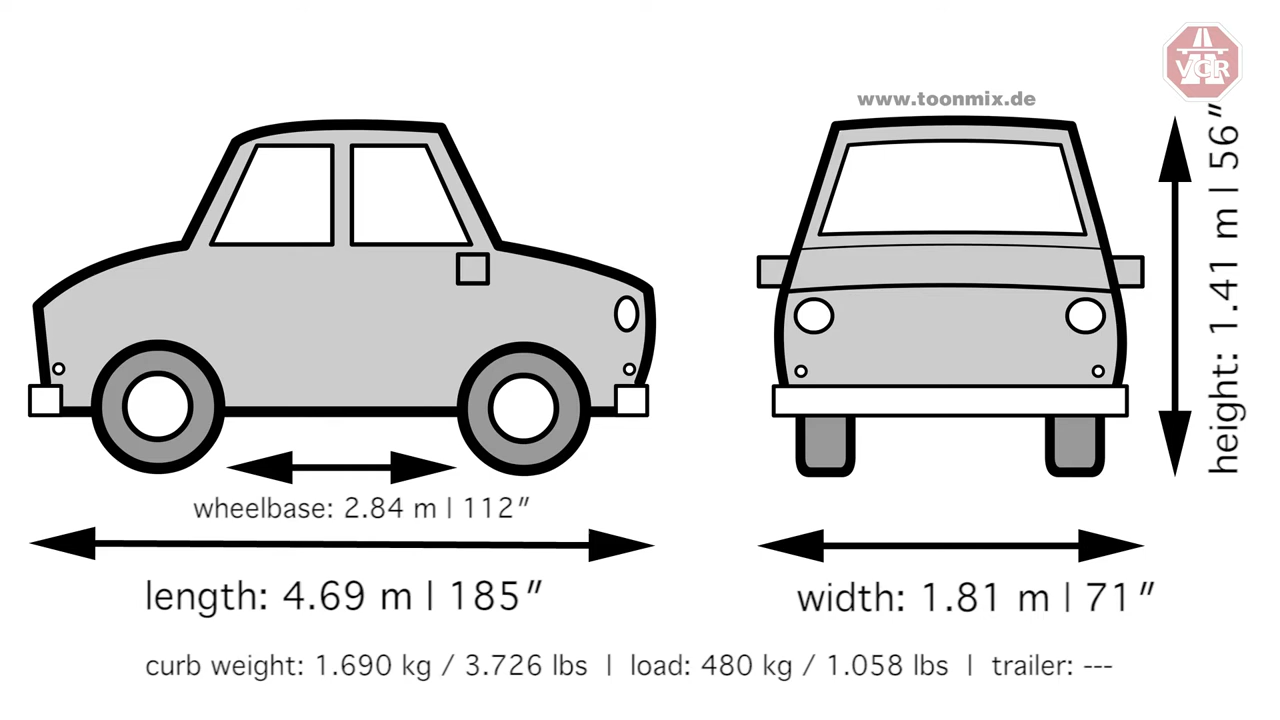 VCR
www.toonmix.de
height: 1.41 m | 56”
wheelbase: 2.84 m | 112”
length: 4.69 m | 185”
width: 1.81 m | 71”
curb weight: 1.690 kg / 3.726 lbs | load: 480 kg / 1.058 lbs | trailer: ---